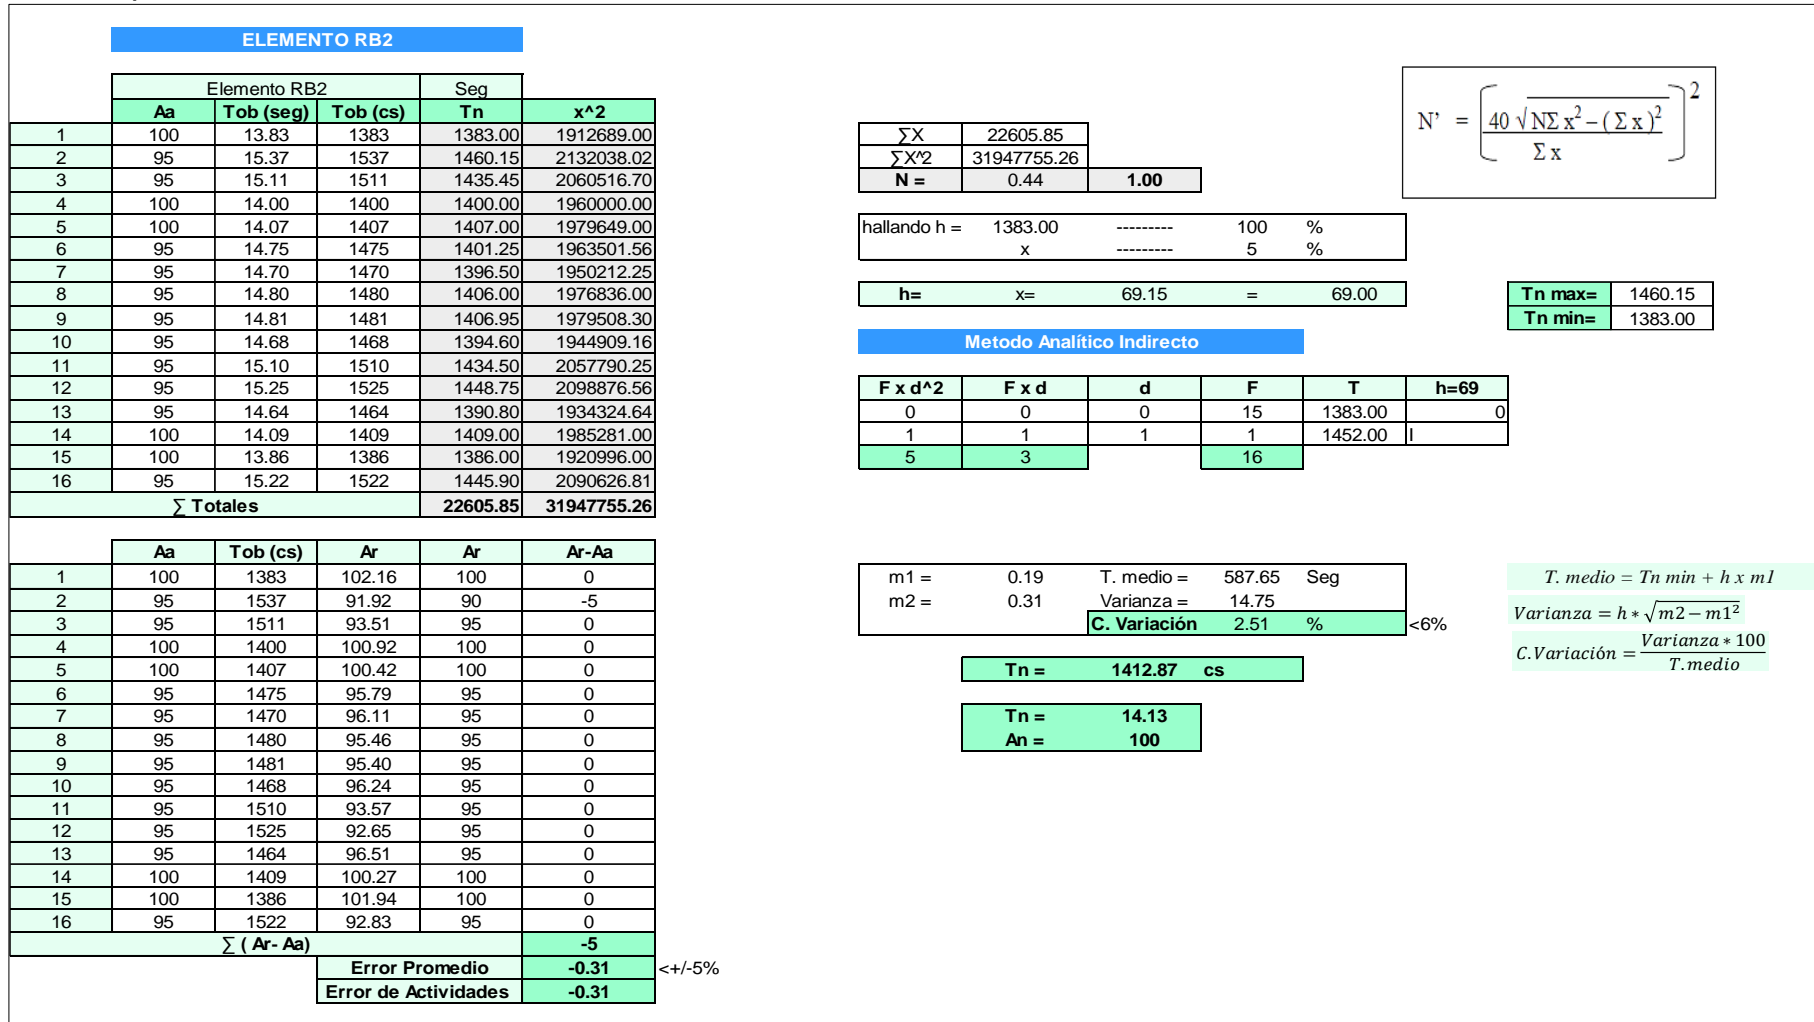 ELEMENTO RB2
Elemento RB2 Seg
Aa Tob (seg) Tob (cs) Tn x^2
1 100 13.83 1383 1383.00 1912689.00
2 95 15.37 1537 1460.15 2132038.02
3 95 15.11 1511 1435.45 2060516.70
4 100 14.00 1400 1400.00 1960000.00
5 100 14.07 1407 1407.00 1979649.00
6 95 14.75 1475 1401.25 1963501.56
7 95 14.70 1470 1396.50 1950212.25
8 95 14.80 1480 1406.00 1976836.00
9 95 14.81 1481 1406.95 1979508.30
10 95 14.68 1468 1394.60 1944909.16
11 95 15.10 1510 1434.50 2057790.25
12 95 15.25 1525 1448.75 2098876.56
13 95 14.64 1464 1390.80 1934324.64
14 100 14.09 1409 1409.00 1985281.00
15 100 13.86 1386 1386.00 1920996.00
16 95 15.22 1522 1445.90 2090626.81
∑ Totales 22605.85 31947755.26
∑X 22605.85
∑X^2 31947755.26
N = 0.44 1.00
N' = (40 √NΣ x² – (Σ x)² / Σ x)²
hallando h = 1383.00 --------- 100 %
x --------- 5 %
h= x= 69.15 = 69.00
Tn max= 1460.15
Tn min= 1383.00
Metodo Analítico Indirecto
F x d^2 F x d d F T h=69
0 0 0 15 1383.00 0
1 1 1 1 1452.00 I
5 3 16
Aa Tob (cs) Ar Ar Ar-Aa
1 100 1383 102.16 100 0
2 95 1537 91.92 90 -5
3 95 1511 93.51 95 0
4 100 1400 100.92 100 0
5 100 1407 100.42 100 0
6 95 1475 95.79 95 0
7 95 1470 96.11 95 0
8 95 1480 95.46 95 0
9 95 1481 95.40 95 0
10 95 1468 96.24 95 0
11 95 1510 93.57 95 0
12 95 1525 92.65 95 0
13 95 1464 96.51 95 0
14 100 1409 100.27 100 0
15 100 1386 101.94 100 0
16 95 1522 92.83 95 0
∑ ( Ar- Aa) -5
Error Promedio -0.31 <+/-5%
Error de Actividades -0.31
m1 = 0.19 T. medio = 587.65 Seg
m2 = 0.31 Varianza = 14.75
C. Variación 2.51 % <6%
Tn = 1412.87 cs
Tn = 14.13
An = 100
T. medio = Tn min + h x m1
Varianza = h * √m2 − m1²
C.Variación = Varianza * 100 / T.medio